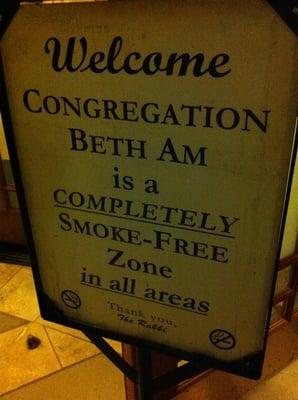 Welcome
CONGREGATION
BETH AM
is a
COMPLETELY
SMOKE-FREE
Zone
in all areas
Thank you,
The Rabbi